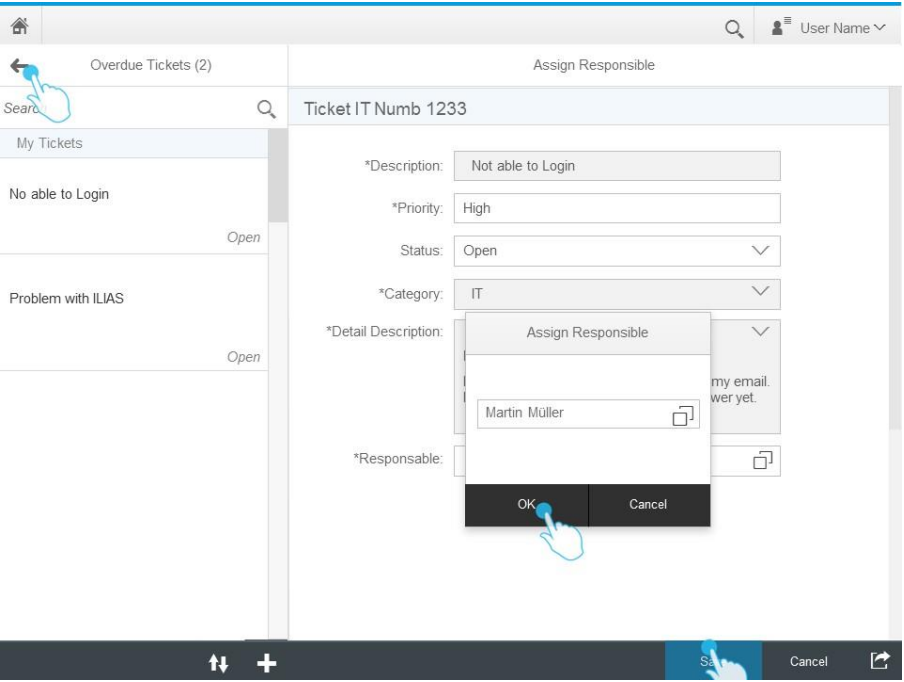 User Name
Overdue Tickets (2)
Assign Responsible
Ticket IT Numb 1233
My Tickets
No able to Login
Open
Problem with ILIAS
Open
*Description: Not able to Login
*Priority: High
Status: Open
*Category: IT
*Detail Description:
my email.
yet.
*Responsable:
Assign Responsible
Martin Müller
OK
Cancel
Cancel